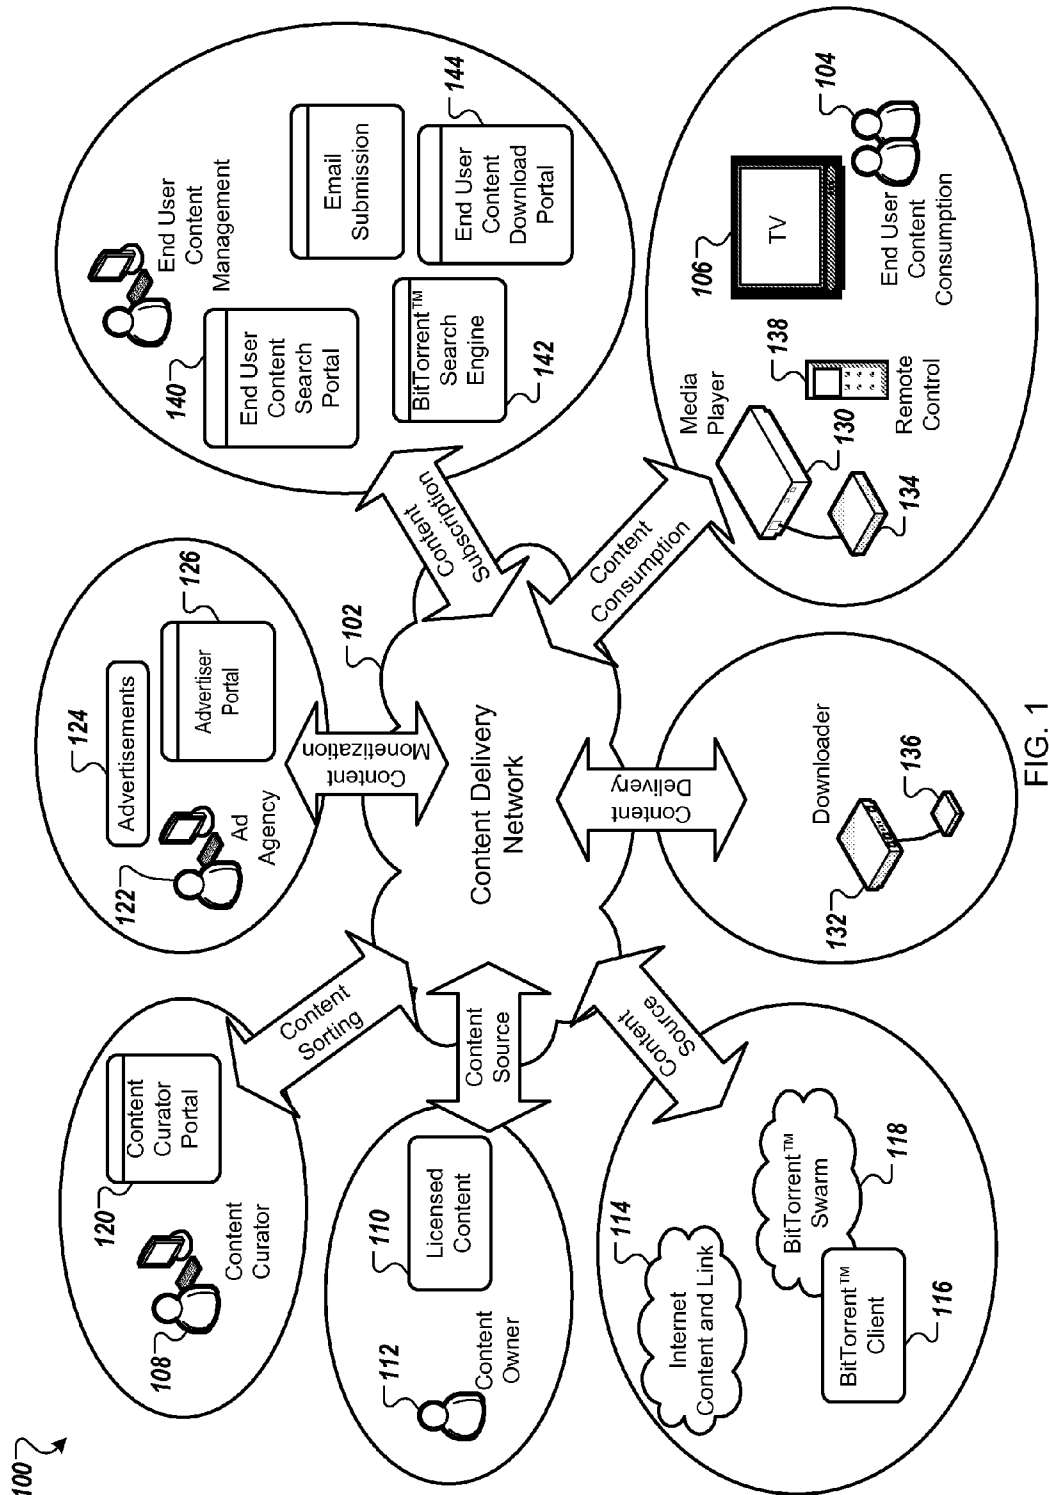 100
108
Content
Curator
120
Content
Curator
Portal
Content
Sorting
122
Ad
Agency
124
Advertisements
126
Advertiser
Portal
Content
Monetization
102
End User
Content
Management
140
End User
Content
Search
Portal
Email
Submission
BitTorrent™
Search
Engine
142
144
End User
Content
Download
Portal
Content
Subscription
112
Content
Owner
110
Licensed
Content
Content
Source
Content Delivery
Network
114
Internet
Content and Link
BitTorrent™
Swarm
118
BitTorrent™
Client
116
Content
Source
Content
Delivery
132
Downloader
136
Content
Consumption
Media
Player
130
134
138
Remote
Control
106
TV
104
End User
Content
Consumption
FIG. 1